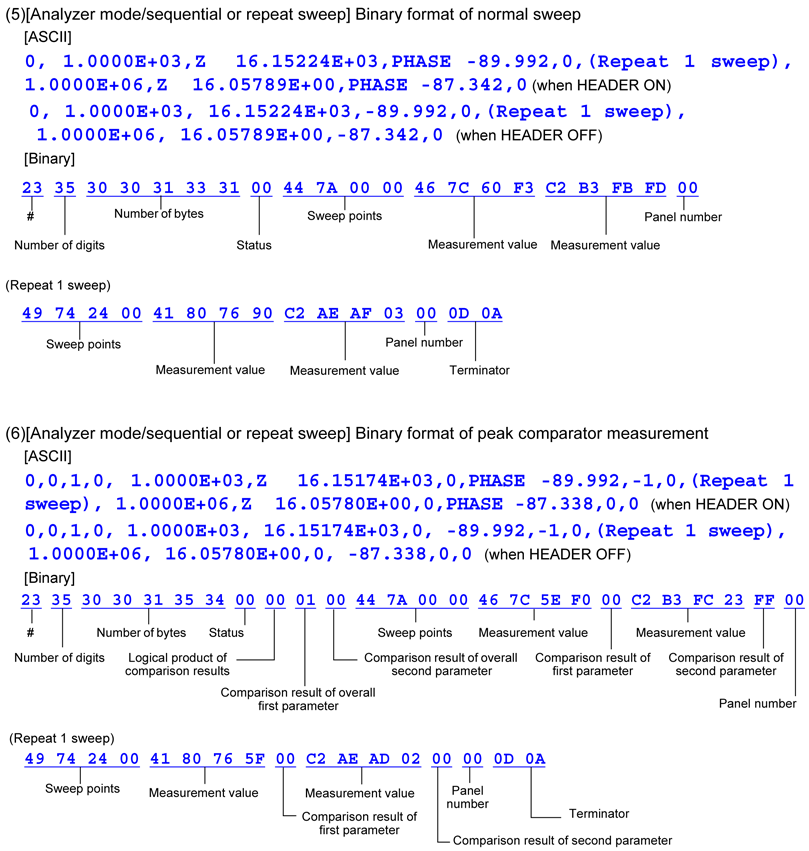 (5)[Analyzer mode/sequential or repeat sweep] Binary format of normal sweep
[ASCII]
0, 1.0000E+03,Z 16.15224E+03,PHASE -89.992,0,(Repeat 1 sweep),
1.0000E+06,Z 16.05789E+00,PHASE -87.342,0 (when HEADER ON)
0, 1.0000E+03, 16.15224E+03,-89.992,0,(Repeat 1 sweep),
1.0000E+06, 16.05789E+00,-87.342,0 (when HEADER OFF)
[Binary]
23 35 30 30 31 33 31 00 44 7A 00 00 46 7C 60 F3 C2 B3 FB FD 00
# Number of bytes Sweep points Panel number
Number of digits Status Measurement value Measurement value
(Repeat 1 sweep)
49 74 24 00 41 80 76 90 C2 AE AF 03 00 0D 0A
Sweep points Panel number
Measurement value Measurement value Terminator
(6)[Analyzer mode/sequential or repeat sweep] Binary format of peak comparator measurement
[ASCII]
0,0,1,0, 1.0000E+03,Z 16.15174E+03,0,PHASE -89.992,-1,0,(Repeat 1
sweep), 1.0000E+06,Z 16.05780E+00,0,PHASE -87.338,0,0 (when HEADER ON)
0,0,1,0, 1.0000E+03, 16.15174E+03,0, -89.992,-1,0,(Repeat 1 sweep),
1.0000E+06, 16.05780E+00,0, -87.338,0,0 (when HEADER OFF)
[Binary]
23 35 30 30 31 35 34 00 00 01 00 44 7A 00 00 46 7C 5E F0 00 C2 B3 FC 23 FF 00
# Number of bytes Status Sweep points Measurement value Measurement value
Number of digits Logical product of Comparison result of overall Comparison result of Comparison result of
comparison results second parameter first parameter second parameter
Comparison result of overall
first parameter
Panel number
(Repeat 1 sweep)
49 74 24 00 41 80 76 5F 00 C2 AE AD 02 00 00 0D 0A
Sweep points Measurement value Measurement value Panel
number
Comparison result of
first parameter
Terminator
Comparison result of second parameter